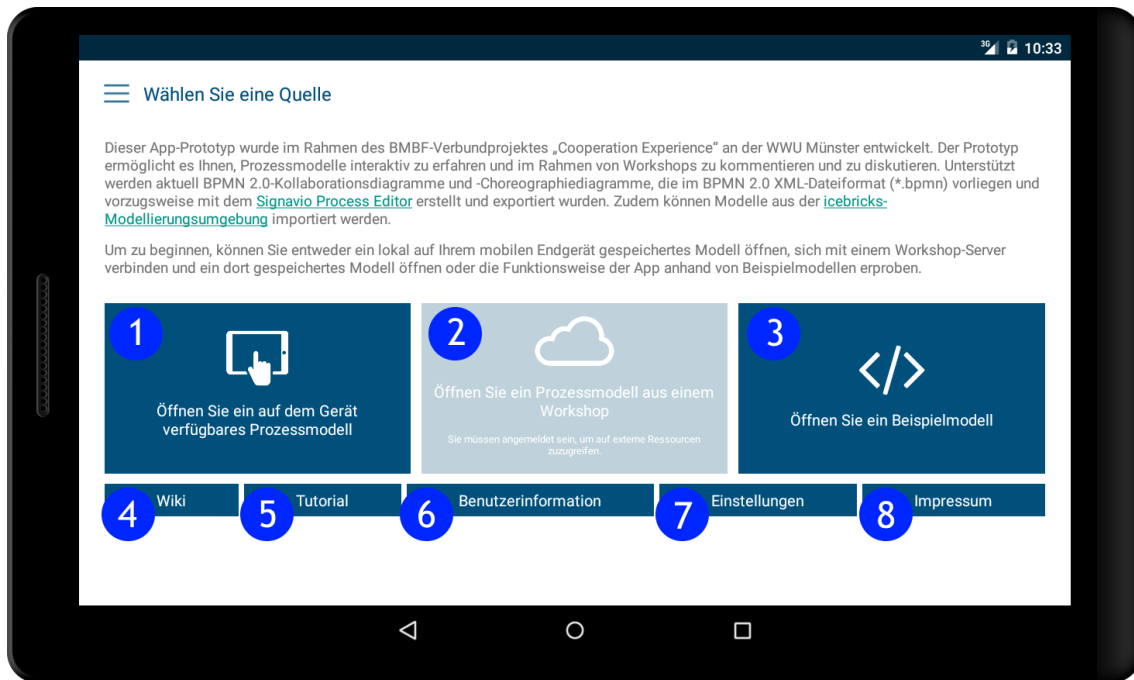 3G 10:33
Wählen Sie eine Quelle
Dieser App-Prototyp wurde im Rahmen des BMBF-Verbundprojektes „Cooperation Experience“ an der WWU Münster entwickelt. Der Prototyp
ermöglicht es Ihnen, Prozessmodelle interaktiv zu erfahren und im Rahmen von Workshops zu kommentieren und zu diskutieren. Unterstützt
werden aktuell BPMN 2.0-Kollaborationsdiagramme und -Choreographiediagramme, die im BPMN 2.0 XML-Dateiformat (*.bpmn) vorliegen und
vorzugsweise mit dem Signavio Process Editor erstellt und exportiert wurden. Zudem können Modelle aus der icebricks-
Modellierungsumgebung importiert werden.
Um zu beginnen, können Sie entweder ein lokal auf Ihrem mobilen Endgerät gespeichertes Modell öffnen, sich mit einem Workshop-Server
verbinden und ein dort gespeichertes Modell öffnen oder die Funktionsweise der App anhand von Beispielmodellen erproben.
1
Öffnen Sie ein auf dem Gerät
verfügbares Prozessmodell
2
Öffnen Sie ein Prozessmodell aus einem
Workshop
Sie müssen angemeldet sein, um auf externe Ressourcen
zuzugreifen.
3
</>
Öffnen Sie ein Beispielmodell
4 Wiki
5 Tutorial
6 Benutzerinformation
7 Einstellungen
8 Impressum